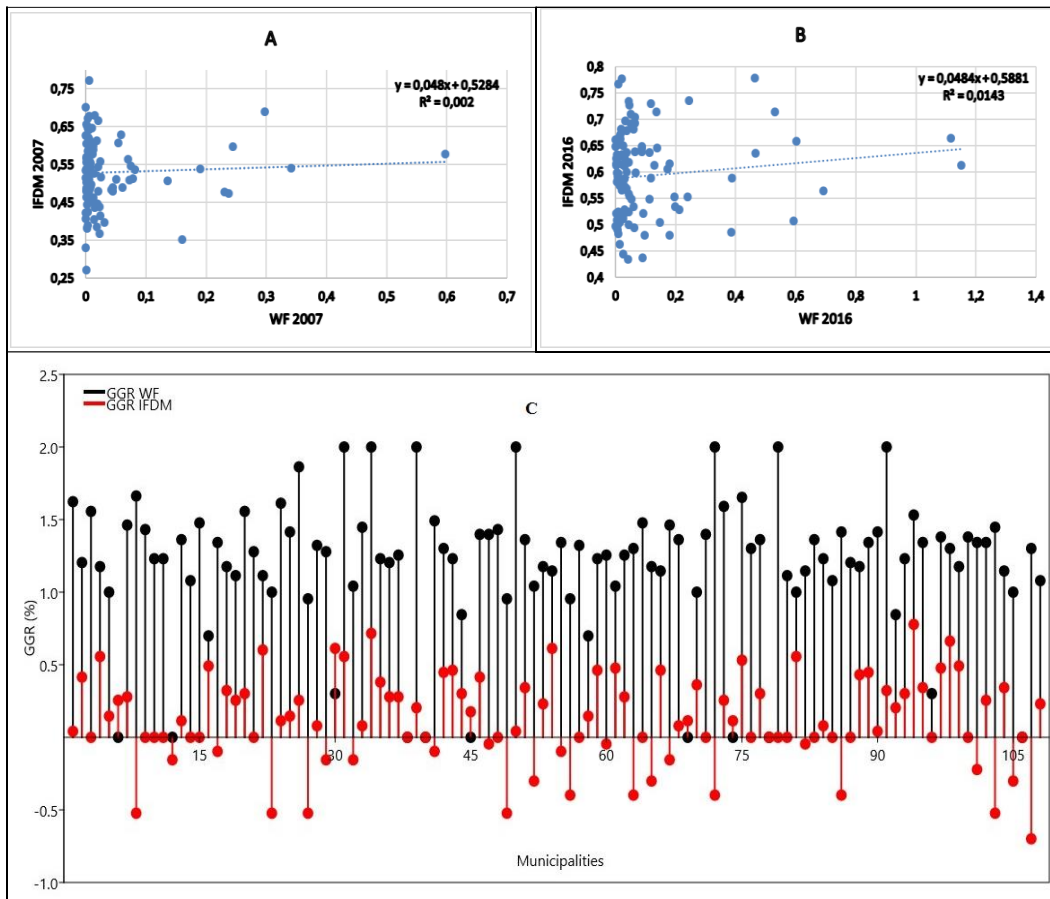 A
y = 0,048x + 0,5284
R² = 0,002
0,75
0,65
0,55
0,45
0,35
0,25
IFDM 2007
0 0,1 0,2 0,3 0,4 0,5 0,6 0,7
WF 2007
B
y = 0,0484x + 0,5881
R² = 0,0143
0,8
0,75
0,7
0,65
0,6
0,55
0,5
0,45
0,4
IFDM 2016
0 0,2 0,4 0,6 0,8 1 1,2 1,4
WF 2016
C
GGR WF
GGR IFDM
2.5
2.0
1.5
1.0
0.5
0.0
-0.5
-1.0
GGR (%)
15 30 45 60 75 90 105
Municipalities